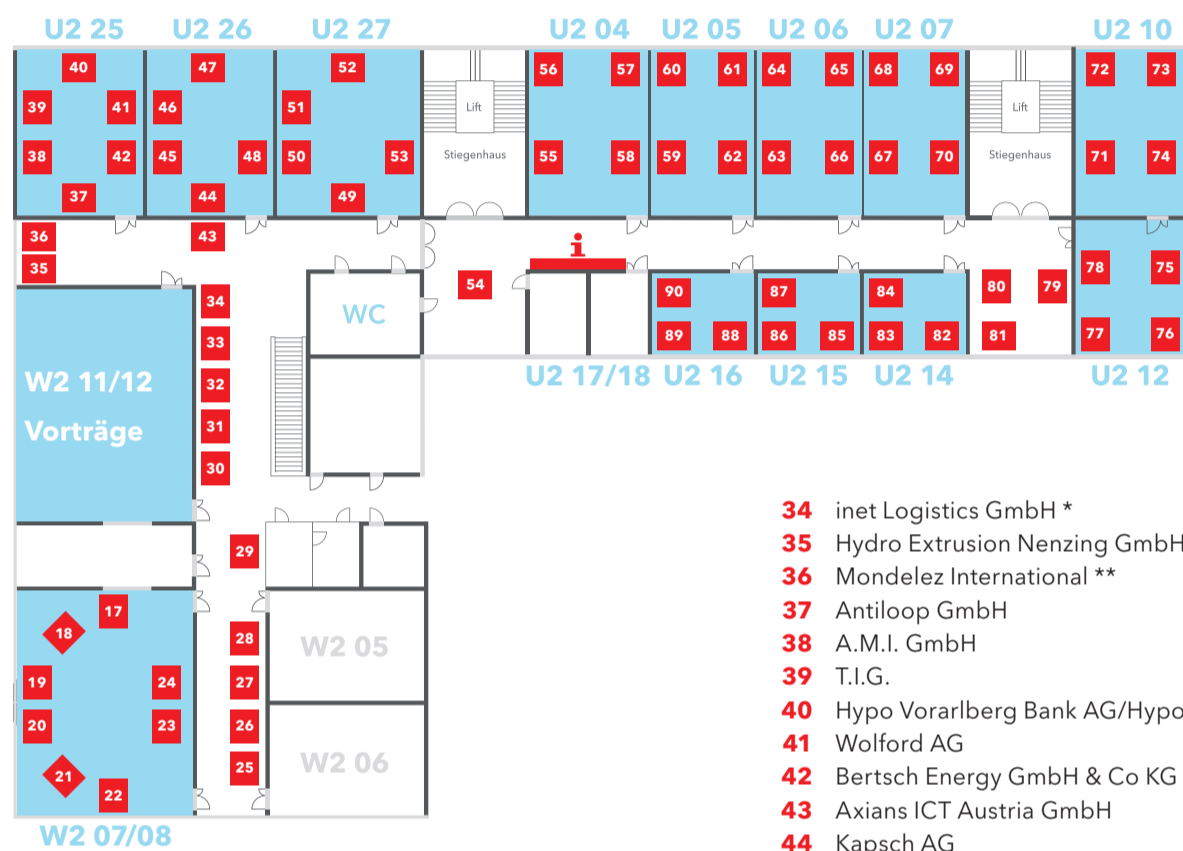 U2 25 U2 26 U2 27 U2 04 U2 05 U2 06 U2 07 U2 10
40 47 52 56 57 60 61 64 65 68 69 72 73
39 41 46 51 Lift Lift
38 42 45 48 50 53 Stiegenhaus 55 58 59 62 63 66 67 70 Stiegenhaus 71 74
37 44 49
36 43 i
35 54 78 75
34 WC 90 87 84 80 79
33 89 88 86 85 83 82 81 77 76
U2 17/18 U2 16 U2 15 U2 14 U2 12
W2 11/12 32
Vorträge 31
30
29
17
18 28 W2 05
19 24 27
20 23 26
21 25 W2 06
22
W2 07/08
34 inet Logistics GmbH *
35 Hydro Extrusion Nenzing GmbH
36 Mondelez International **
37 Antiloop GmbH
38 A.M.I. GmbH
39 T.I.G.
40 Hypo Vorarlberg Bank AG/Hypo
41 Wolford AG
42 Bertsch Energy GmbH & Co KG
43 Axians ICT Austria GmbH
44 Kapsch AG